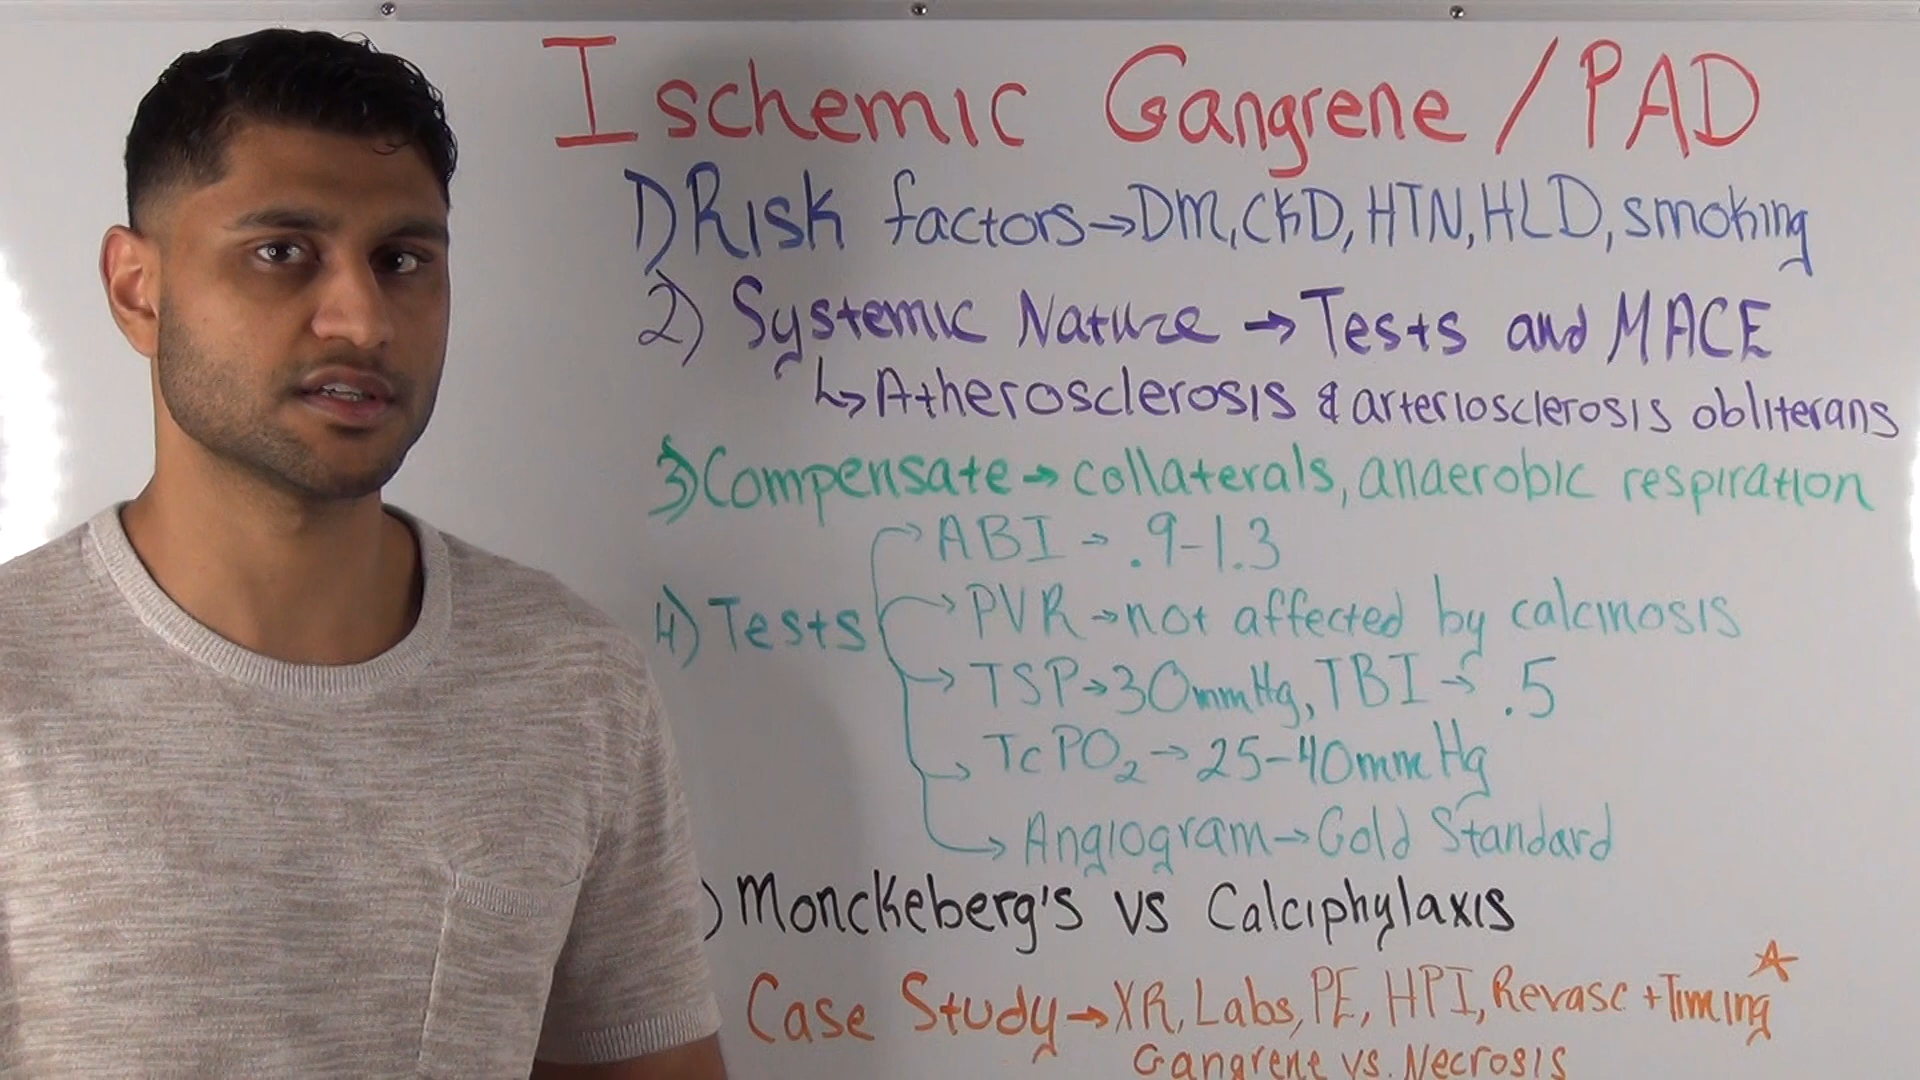 Ischemic Gangrene / PAD
1) Risk factors → DM, CKD, HTN, HLD, smoking
2) Systemic Nature → Tests and MACE
↳ Atherosclerosis & arteriosclerosis obliterans
3) Compensate → collaterals, anaerobic respiration
4) Tests
→ ABI → .9-1.3
→ PVR → not affected by calcinosis
→ TSP → 30mmHg, TBI → .5
→ TcPO₂ → 25-40mmHg
→ Angiogram → Gold Standard
) Monckeberg's vs Calciphylaxis
Case Study → XR, Labs, PE, HPI, Revasc + Timing ☆
Gangrene vs. Necrosis